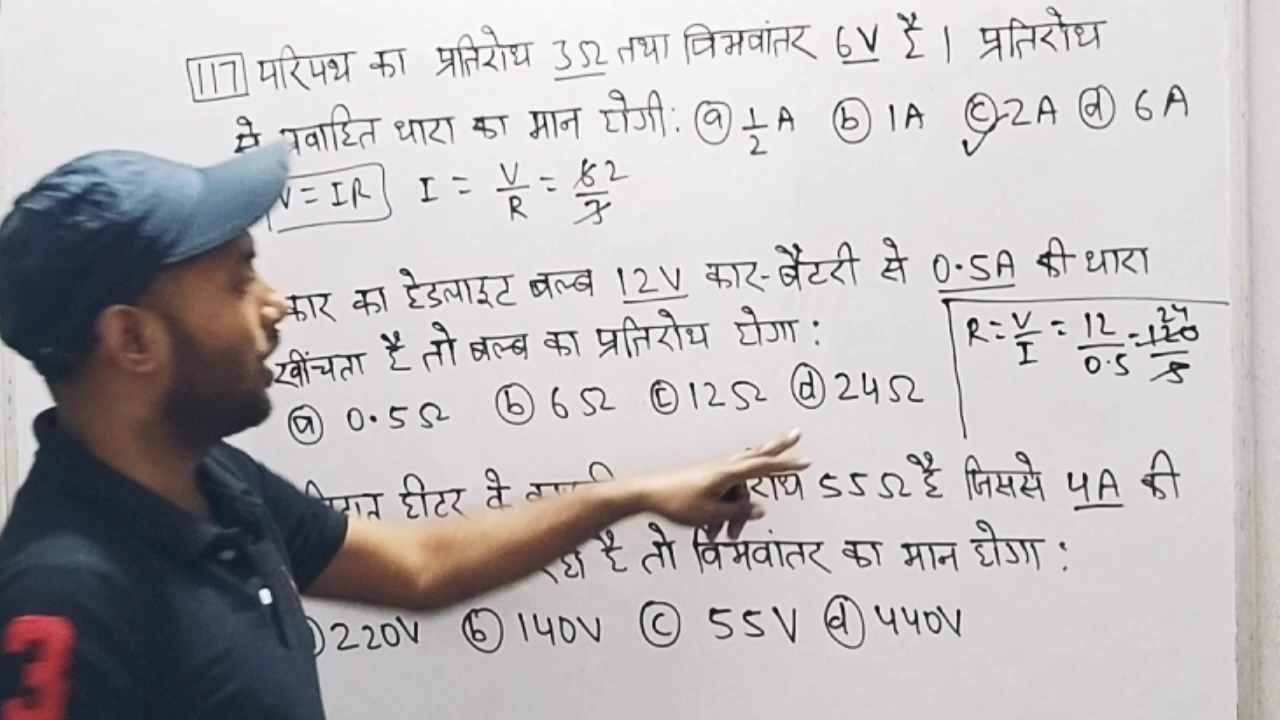 117 परिपथ का प्रतिरोध 3Ω तथा विभवांतर 6V है। प्रतिरोध
से प्रवाहित धारा का मान होगी: ⓐ 1/2 A ⓑ 1A ⓒ 2A ⓓ 6A
V = IR I = V/R = 6/3 2
कार का हेडलाइट बल्ब 12V कार-बैटरी से 0.5A की धारा
खींचता है तो बल्ब का प्रतिरोध होगा:
R = V/I = 12/0.5 = 120/5 24
ⓐ 0.5Ω ⓑ 6Ω ⓒ 12Ω ⓓ 24Ω
हीटर के 55Ω है जिससे 4A की
है तो विभवांतर का मान होगा:
220V ⓑ 140V ⓒ 55V ⓓ 440V
3